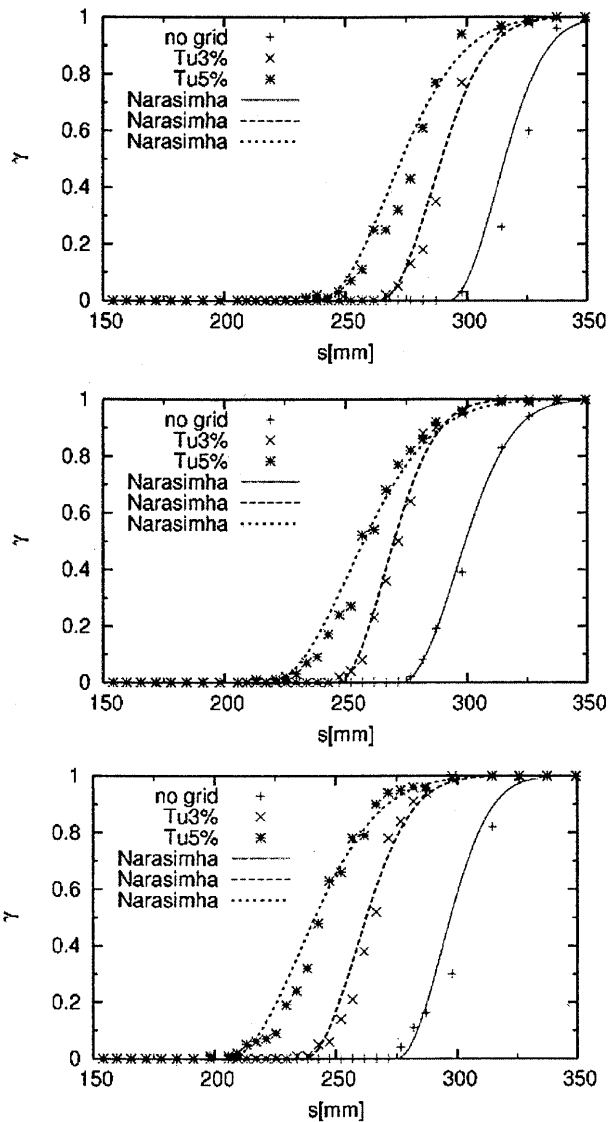 1
0.8
0.6
0.4
0.2
0
γ
no grid +
Tu3% ×
Tu5% ∗
Narasimha
Narasimha
Narasimha
150 200 250 300 350
s[mm]
1
0.8
0.6
0.4
0.2
0
γ
no grid +
Tu3% ×
Tu5% ∗
Narasimha
Narasimha
Narasimha
150 200 250 300 350
s[mm]
1
0.8
0.6
0.4
0.2
0
γ
no grid +
Tu3% ×
Tu5% ∗
Narasimha
Narasimha
Narasimha
150 200 250 300 350
s[mm]